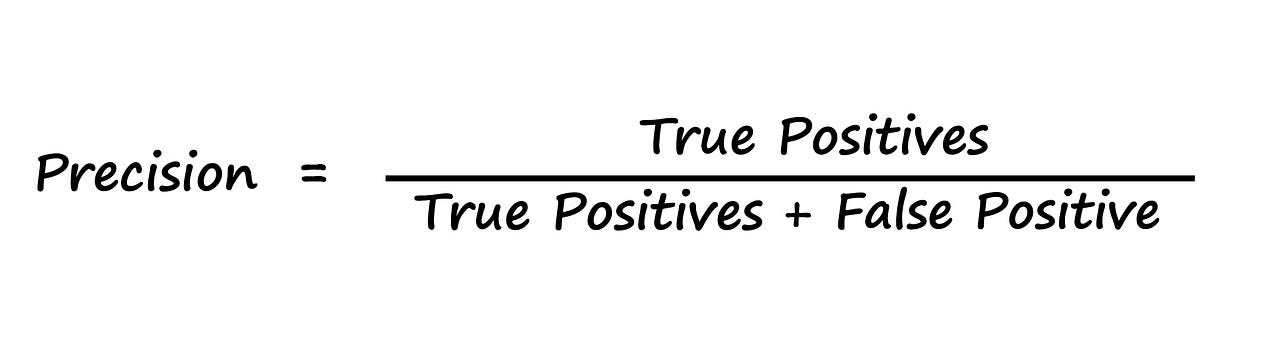 True Positives
Precision =
True Positives + False Positive